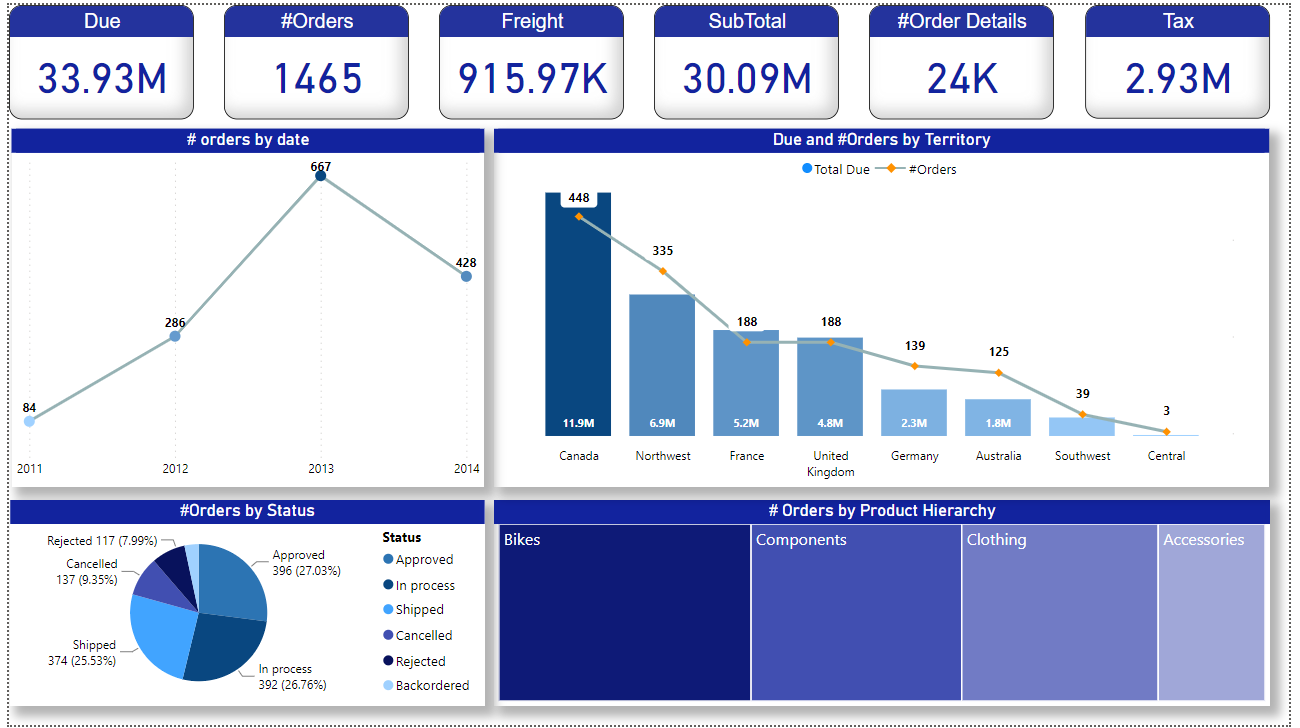 Due
33.93M
#Orders
1465
Freight
915.97K
SubTotal
30.09M
#Order Details
24K
Tax
2.93M
# orders by date
667
428
286
84
2011 2012 2013 2014
Due and #Orders by Territory
Total Due #Orders
448
335
188
188
139
125
39
3
11.9M 6.9M 5.2M 4.8M 2.3M 1.8M
Canada Northwest France United Germany Australia Southwest Central
Kingdom
#Orders by Status
Rejected 117 (7.99%)
Cancelled
137 (9.35%)
Shipped
374 (25.53%)
Approved
396 (27.03%)
In process
392 (26.76%)
Status
Approved
In process
Shipped
Cancelled
Rejected
Backordered
# Orders by Product Hierarchy
Bikes
Components
Clothing
Accessories